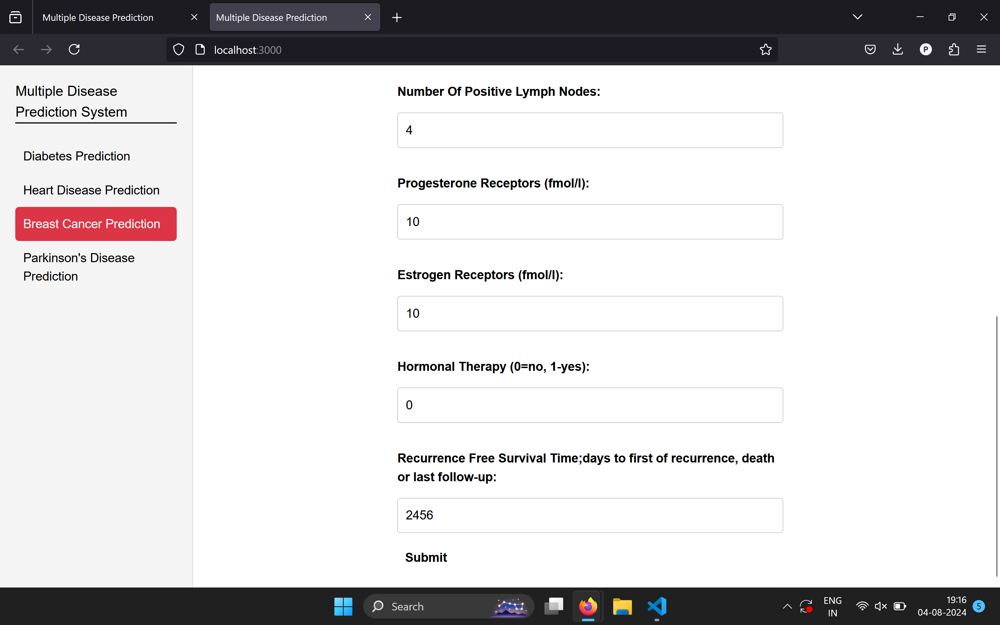 Multiple Disease Prediction
Multiple Disease Prediction
localhost:3000
P
Multiple Disease
Prediction System
Diabetes Prediction
Heart Disease Prediction
Breast Cancer Prediction
Parkinson's Disease
Prediction
Number Of Positive Lymph Nodes:
4
Progesterone Receptors (fmol/l):
10
Estrogen Receptors (fmol/l):
10
Hormonal Therapy (0=no, 1-yes):
0
Recurrence Free Survival Time;days to first of recurrence, death
or last follow-up:
2456
Submit
Search
ENG
IN
19:16
04-08-2024
5